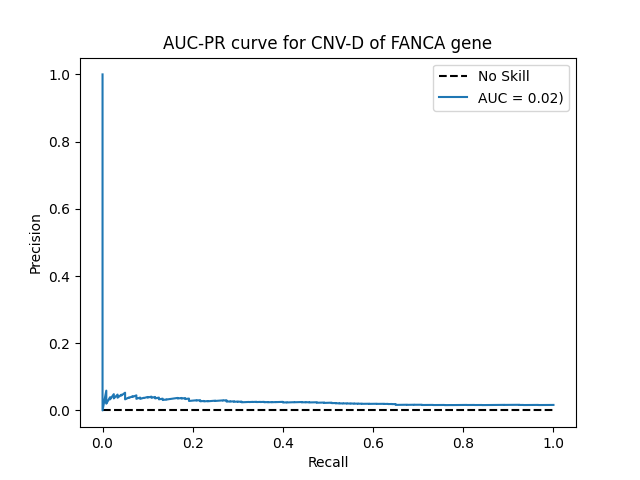 AUC-PR curve for CNV-D of FANCA gene
No Skill
AUC = 0.02)
1.0
0.8
0.6
0.4
0.2
0.0
Precision
0.0 0.2 0.4 0.6 0.8 1.0
Recall